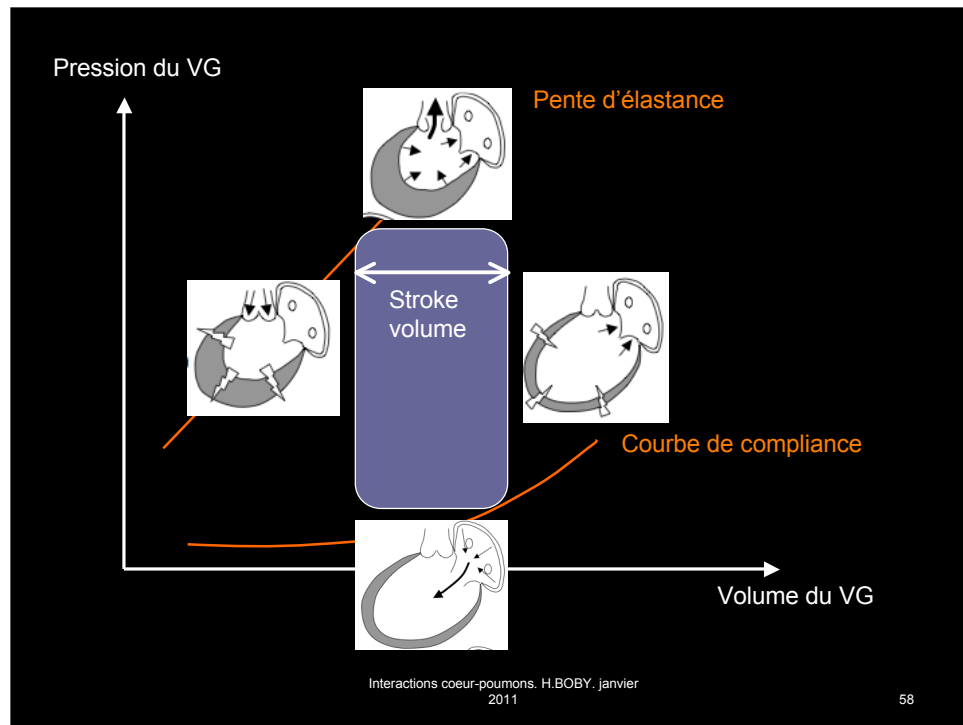 Pression du VG
Pente d'élastance
Stroke
volume
Courbe de compliance
Volume du VG
Interactions coeur-poumons. H.BOBY. janvier
2011
58